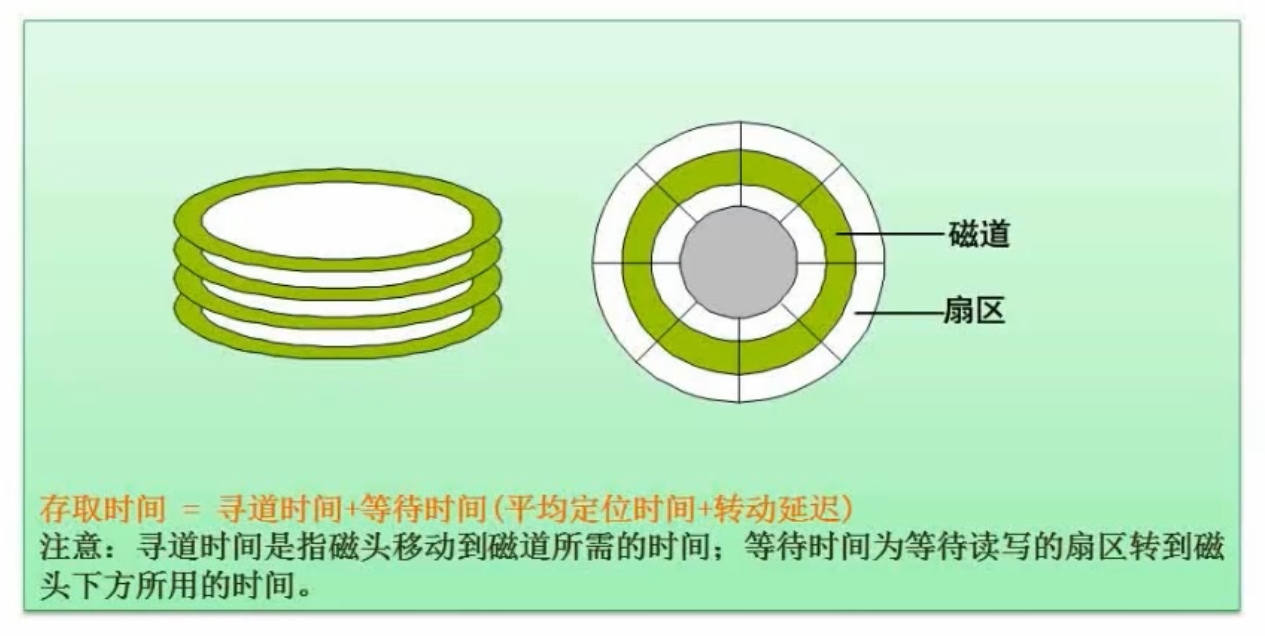 磁道
扇区
存取时间 = 寻道时间+等待时间(平均定位时间+转动延迟)
注意：寻道时间是指磁头移动到磁道所需的时间；等待时间为等待读写的扇区转到磁
头下方所用的时间。